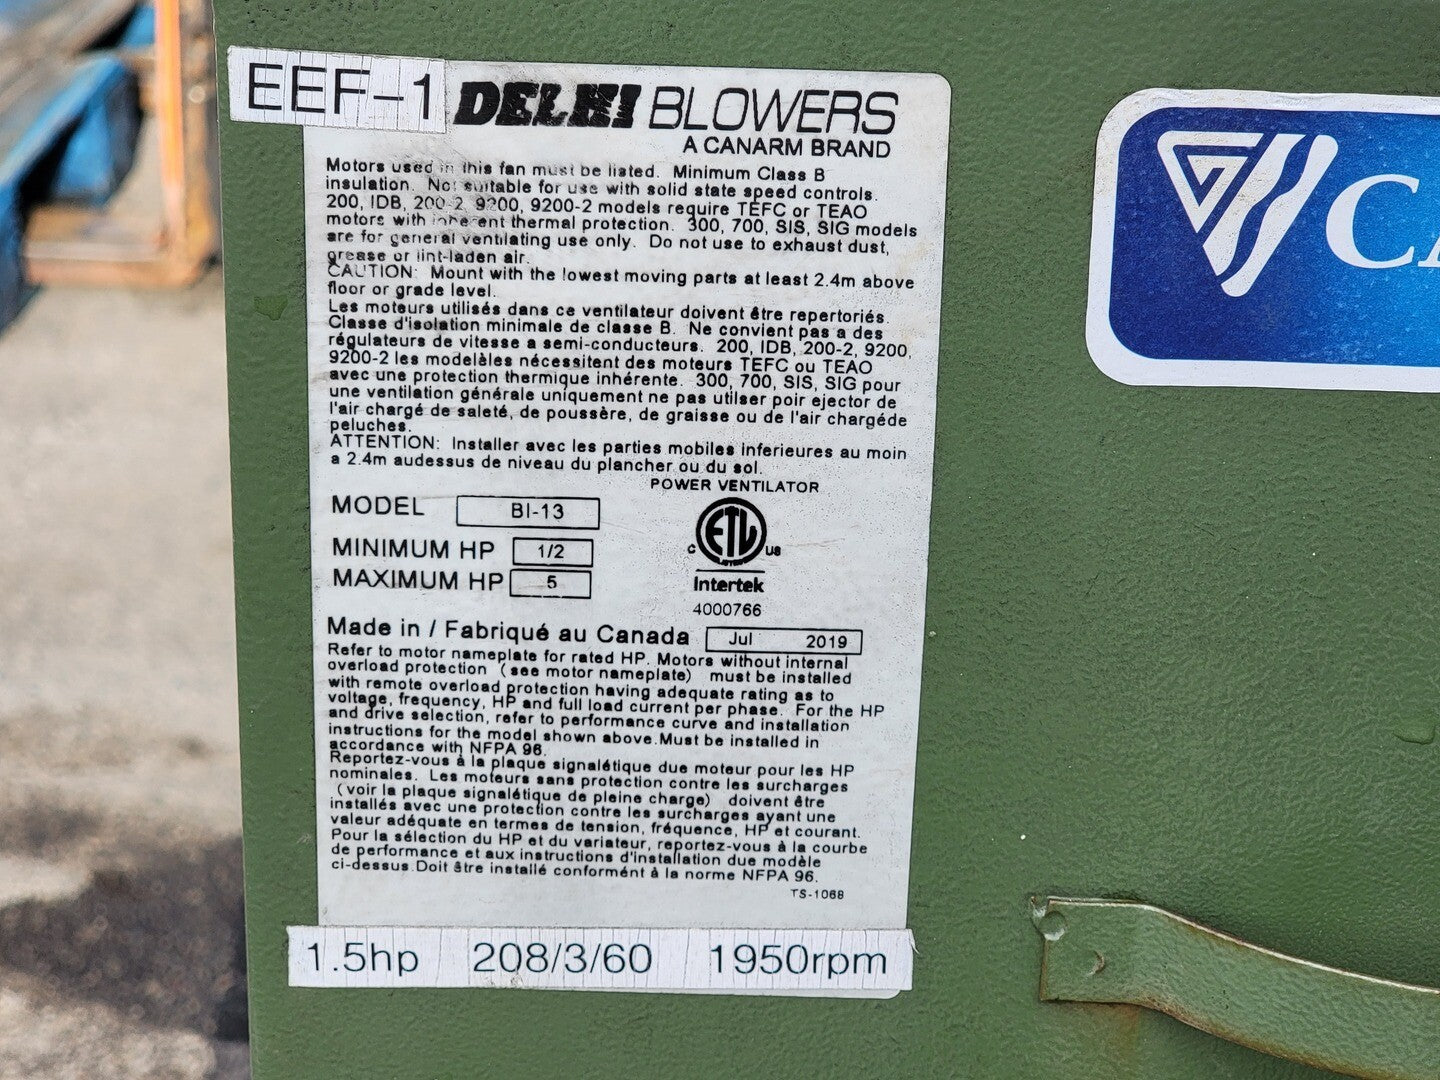 EEF-1
DELHI BLOWERS
A CANARM BRAND
Motors used in this fan must be listed. Minimum Class B
insulation. Not suitable for use with solid state speed controls.
200, IDB, 200-2, 9200, 9200-2 models require TEFC or TEAO
motors with inherent thermal protection. 300, 700, SIS, SIG models
are for general ventilating use only. Do not use to exhaust dust,
grease or lint-laden air.
CAUTION: Mount with the lowest moving parts at least 2.4m above
floor or grade level.
Les moteurs utilisés dans ce ventilateur doivent être repertoriés.
Classe d'isolation minimale de classe B. Ne convient pas a des
régulateurs de vitesse a semi-conducteurs. 200, IDB, 200-2, 9200,
9200-2 les modelàles nécessitent des moteurs TEFC ou TEAO
avec une protection thermique inhérente. 300, 700, SIS, SIG pour
une ventilation générale uniquement ne pas utilser poir ejector de
l'air chargé de saleté, de poussère, de graisse ou de l'air chargéde
peluches.
ATTENTION: Installer avec les parties mobiles inferieures au moin
a 2.4m audessus de niveau du plancher ou du sol.
POWER VENTILATOR
MODEL BI-13
MINIMUM HP 1/2
MAXIMUM HP 5
ETL
C US
Intertek
4000766
Made in / Fabriqué au Canada Jul 2019
Refer to motor nameplate for rated HP. Motors without internal
overload protection (see motor nameplate) must be installed
with remote overload protection having adequate rating as to
voltage, frequency, HP and full load current per phase. For the HP
and drive selection, refer to performance curve and installation
instructions for the model shown above.Must be installed in
accordance with NFPA 96.
Reportez-vous à la plaque signalétique due moteur pour les HP
nominales. Les moteurs sans protection contre les surcharges
(voir la plaque signalétique de pleine charge) doivent être
installés avec une protection contre les surcharges ayant une
valeur adéquate en termes de tension, fréquence, HP et courant.
Pour la sélection du HP et du variateur, reportez-vous à la courbe
de performance et aux instructions d'installation due modèle
ci-dessus.Doit être installé conformént à la norme NFPA 96.
TS-1068
1.5hp 208/3/60 1950rpm